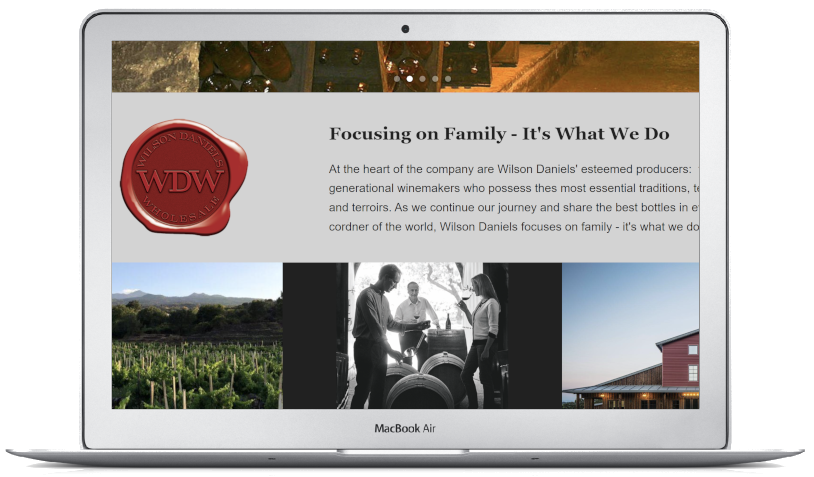 Focusing on Family - It's What We Do
WILSON DANIELS
WDW
WHOLESALE
At the heart of the company are Wilson Daniels' esteemed producers:
generational winemakers who possess thes most essential traditions, te
and terroirs. As we continue our journey and share the best bottles in e
cordner of the world, Wilson Daniels focuses on family - it's what we do
MacBook Air